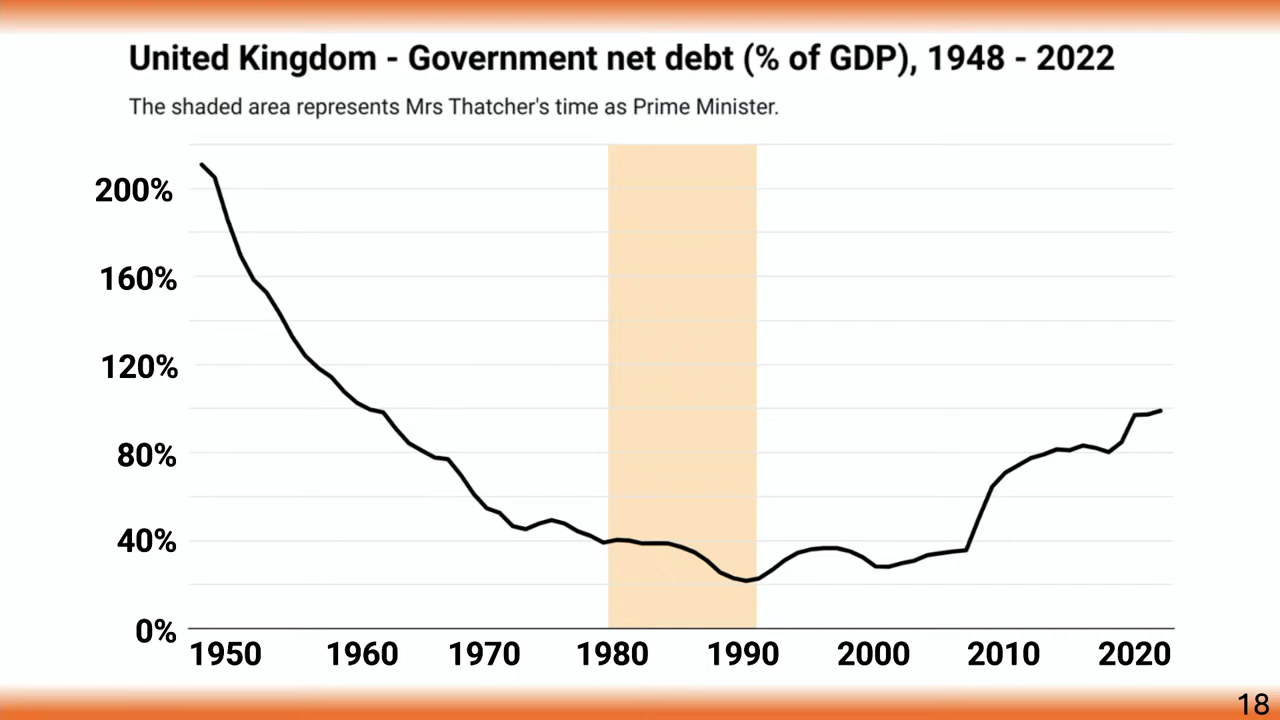 United Kingdom - Government net debt (% of GDP), 1948 - 2022
The shaded area represents Mrs Thatcher's time as Prime Minister.
200%
160%
120%
80%
40%
0%
1950 1960 1970 1980 1990 2000 2010 2020
18